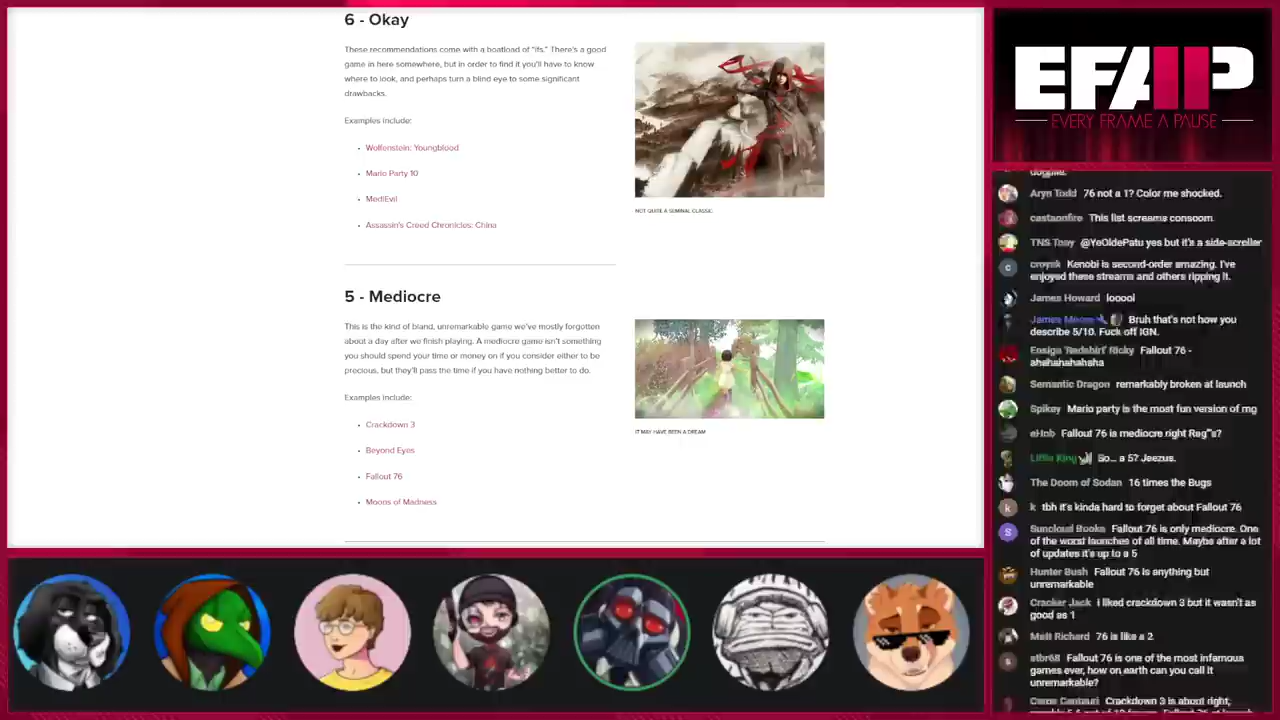 6 - Okay
These recommendations come with a boatload of "ifs." There's a good
game in here somewhere, but in order to find it you'll have to know
where to look, and perhaps turn a blind eye to some significant
drawbacks.
Examples include:
• Wolfenstein: Youngblood
• Mario Party 10
• MediEvil
• Assassin's Creed Chronicles: China
NOT QUITE A SEMINAL CLASSIC.
5 - Mediocre
This is the kind of bland, unremarkable game we've mostly forgotten
about a day after we finish playing. A mediocre game isn't something
you should spend your time or money on if you consider either to be
precious, but they'll pass the time if you have nothing better to do.
Examples include:
• Crackdown 3
• Beyond Eyes
• Fallout 76
• Moons of Madness
IT MAY HAVE BEEN A DREAM
EFAP
EVERY FRAME A PAUSE
Aryn Todd 76 not a 1? Color me shocked.
castaonfire This list screams consoom.
TNS Tony @YeOldePatu yes but it's a side-scroller
Kenobi is second-order amazing. I've
enjoyed these streams and others ripping it.
James Howard looool
Bruh that's not how you
describe 5/10. Fuck off IGN.
Ensign 'Redshirt' Ricky Fallout 76 -
ahahahahahaha
Semantic Dragon remarkably broken at launch
Spikey Mario party is the most fun version of mg
eHob Fallout 76 is mediocre right Reg™s?
Little King So... a 5? Jeezus.
The Doom of Sodan 16 times the Bugs
k tbh it's kinda hard to forget about Fallout 76
Suncloud Books Fallout 76 is only mediocre. One
of the worst launches of all time. Maybe after a lot
of updates it's up to a 5
Hunter Bush Fallout 76 is anything but
unremarkable
Cracker Jack i liked crackdown 3 but it wasn't as
good as 1
Matt Richard 76 is like a 2.
Fallout 76 is one of the most infamous
games ever, how on earth can you call it
unremarkable?
Crackdown 3 is about right,